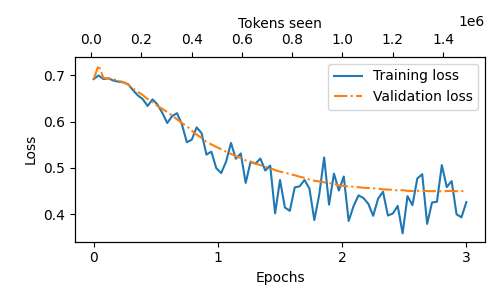 Tokens seen
1e6
0.0 0.2 0.4 0.6 0.8 1.0 1.2 1.4
Training loss
Validation loss
0.7
0.6
0.5
0.4
Loss
0 1 2 3
Epochs